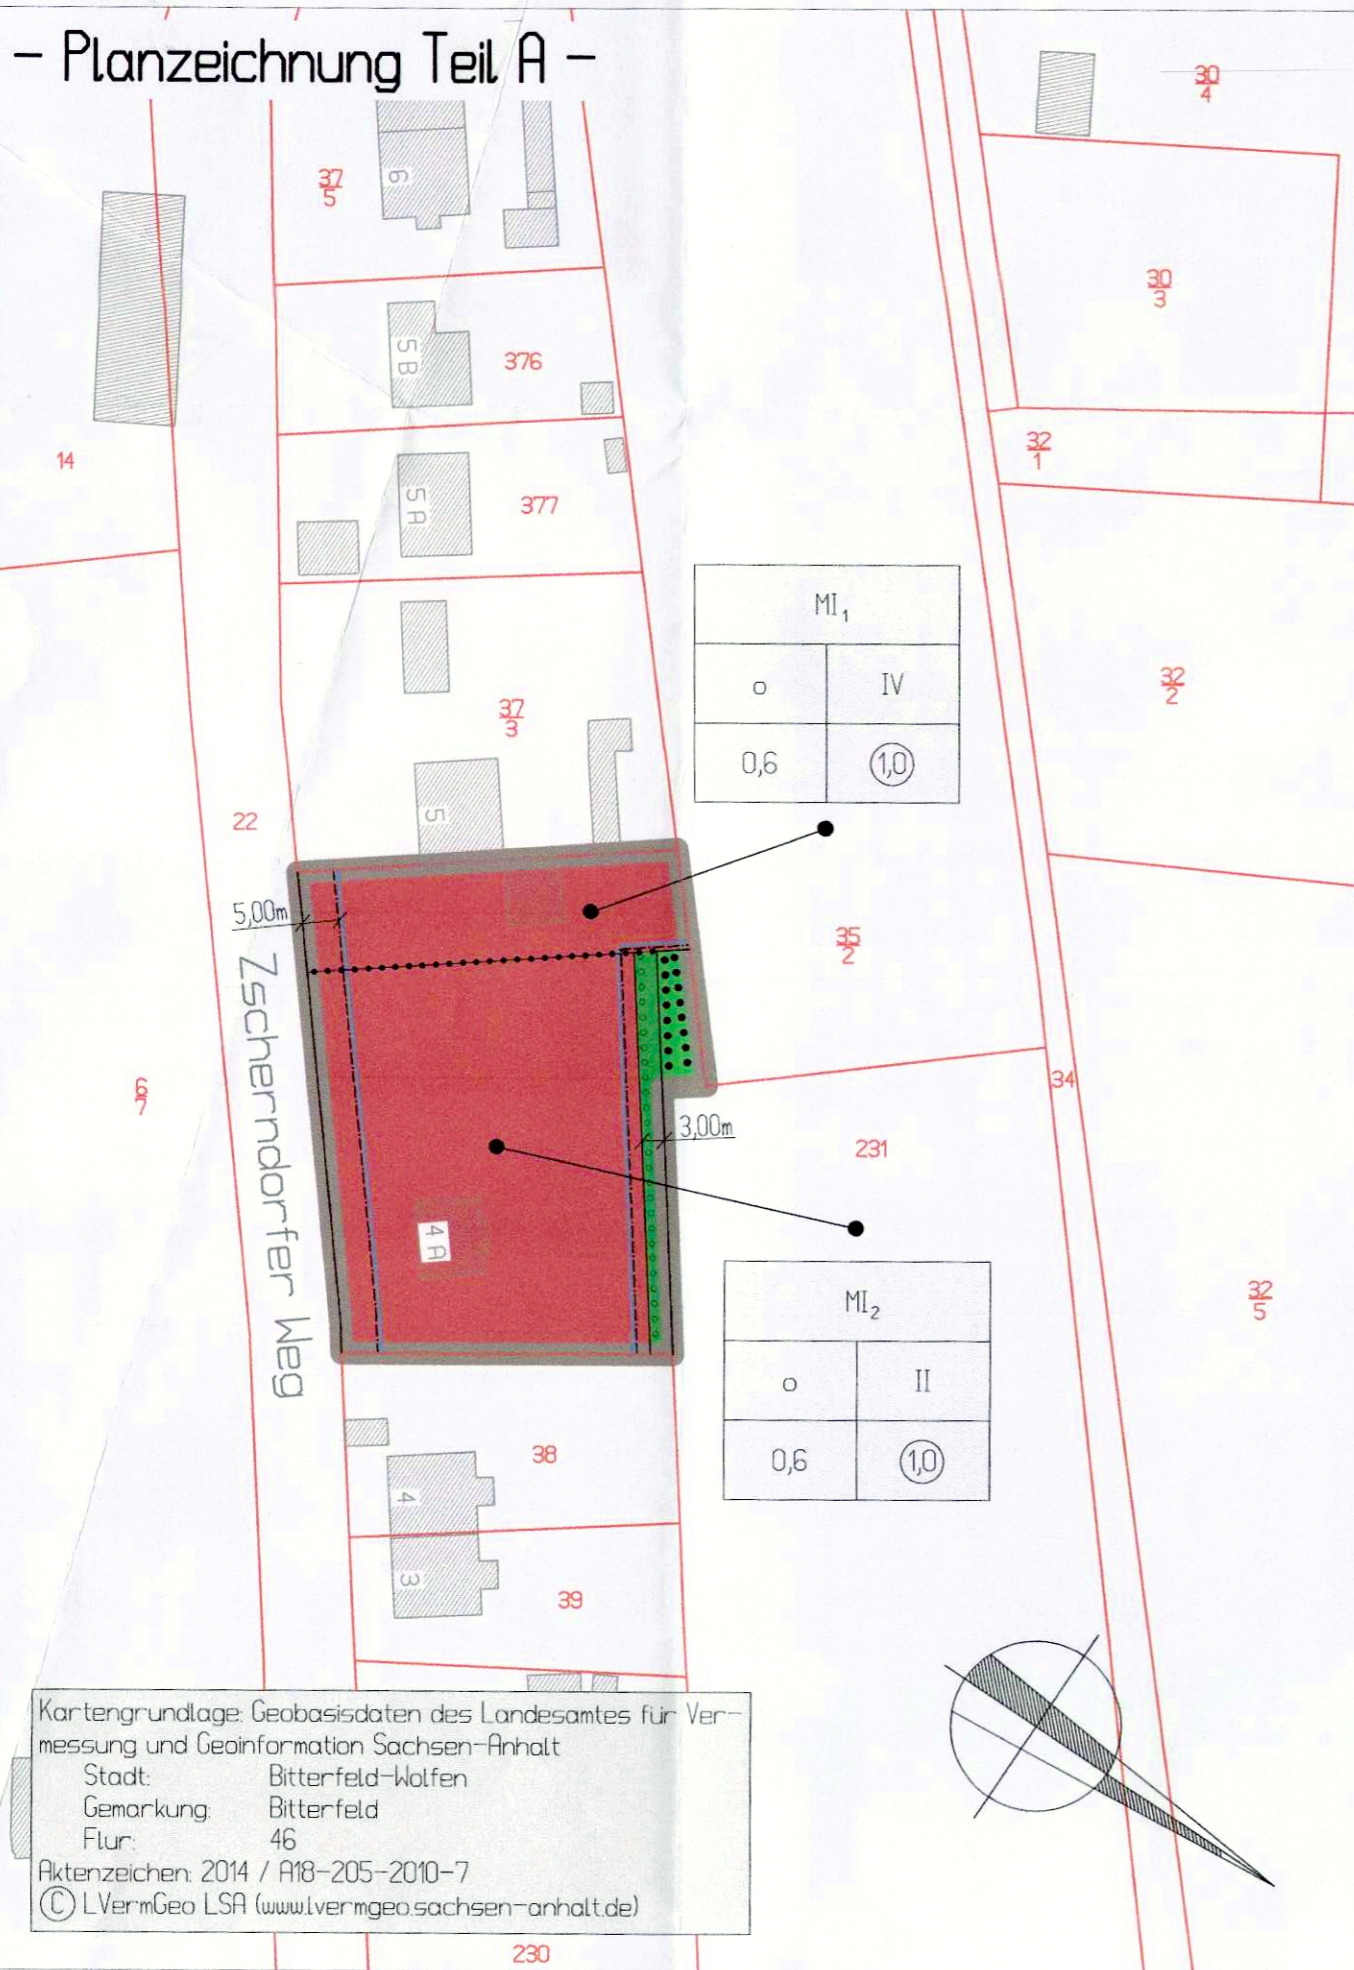 - Planzeichnung Teil A -
30
4
37
5
6
30
3
5 B
376
32
1
14
5 A
377
MI1
o IV
0,6 1,0
32
2
37
3
5
22
5,00m
35
2
Zscherndorfer Weg
6
7
34
3,00m
231
4 A
32
5
MI2
o II
0,6 1,0
38
4
3
39
Kartengrundlage: Geobasisdaten des Landesamtes für Ver-
messung und Geoinformation Sachsen-Anhalt
Stadt: Bitterfeld-Wolfen
Gemarkung: Bitterfeld
Flur: 46
Aktenzeichen: 2014 / A18-205-2010-7
© LVermGeo LSA (www.lvermgeo.sachsen-anhalt.de)
230